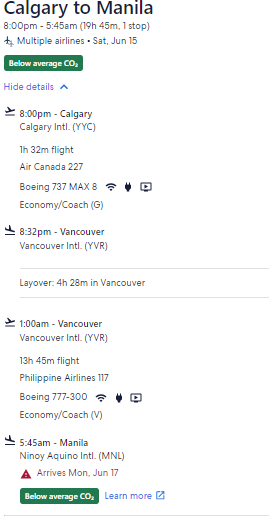 Calgary to Manila
8:00pm - 5:45am (19h 45m, 1 stop)
Multiple airlines • Sat, Jun 15
Below average CO₂
Hide details
8:00pm - Calgary
Calgary Intl. (YYC)
1h 32m flight
Air Canada 227
Boeing 737 MAX 8
Economy/Coach (G)
8:32pm - Vancouver
Vancouver Intl. (YVR)
Layover: 4h 28m in Vancouver
1:00am - Vancouver
Vancouver Intl. (YVR)
13h 45m flight
Philippine Airlines 117
Boeing 777-300
Economy/Coach (V)
5:45am - Manila
Ninoy Aquino Intl. (MNL)
Arrives Mon, Jun 17
Below average CO₂ Learn more